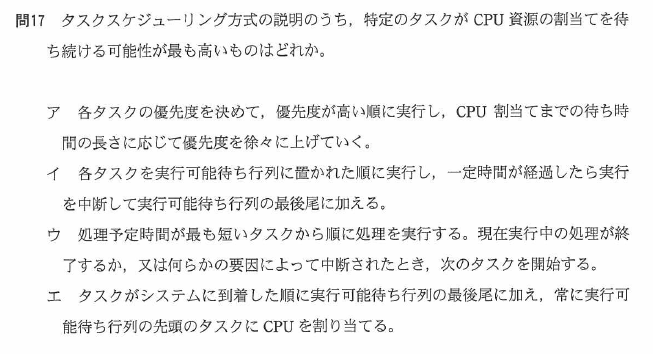 問17 タスクスケジューリング方式の説明のうち，特定のタスクが CPU 資源の割当てを待
ち続ける可能性が最も高いものはどれか。
ア 各タスクの優先度を決めて，優先度が高い順に実行し，CPU 割当てまでの待ち時
間の長さに応じて優先度を徐々に上げていく。
イ 各タスクを実行可能待ち行列に置かれた順に実行し，一定時間が経過したら実行
を中断して実行可能待ち行列の最後尾に加える。
ウ 処理予定時間が最も短いタスクから順に処理を実行する。現在実行中の処理が終
了するか，又は何らかの要因によって中断されたとき，次のタスクを開始する。
エ タスクがシステムに到着した順に実行可能待ち行列の最後尾に加え，常に実行可
能待ち行列の先頭のタスクに CPU を割り当てる。